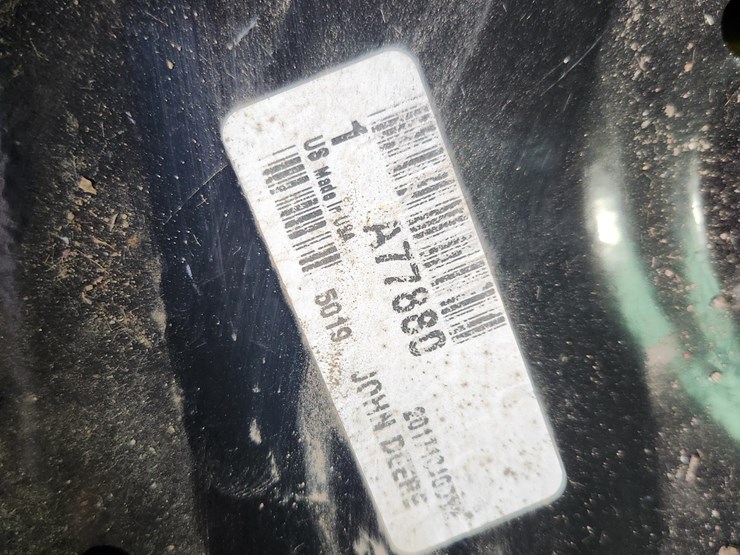 1
A77880
US Made in USA
JOHN DEERE
5019